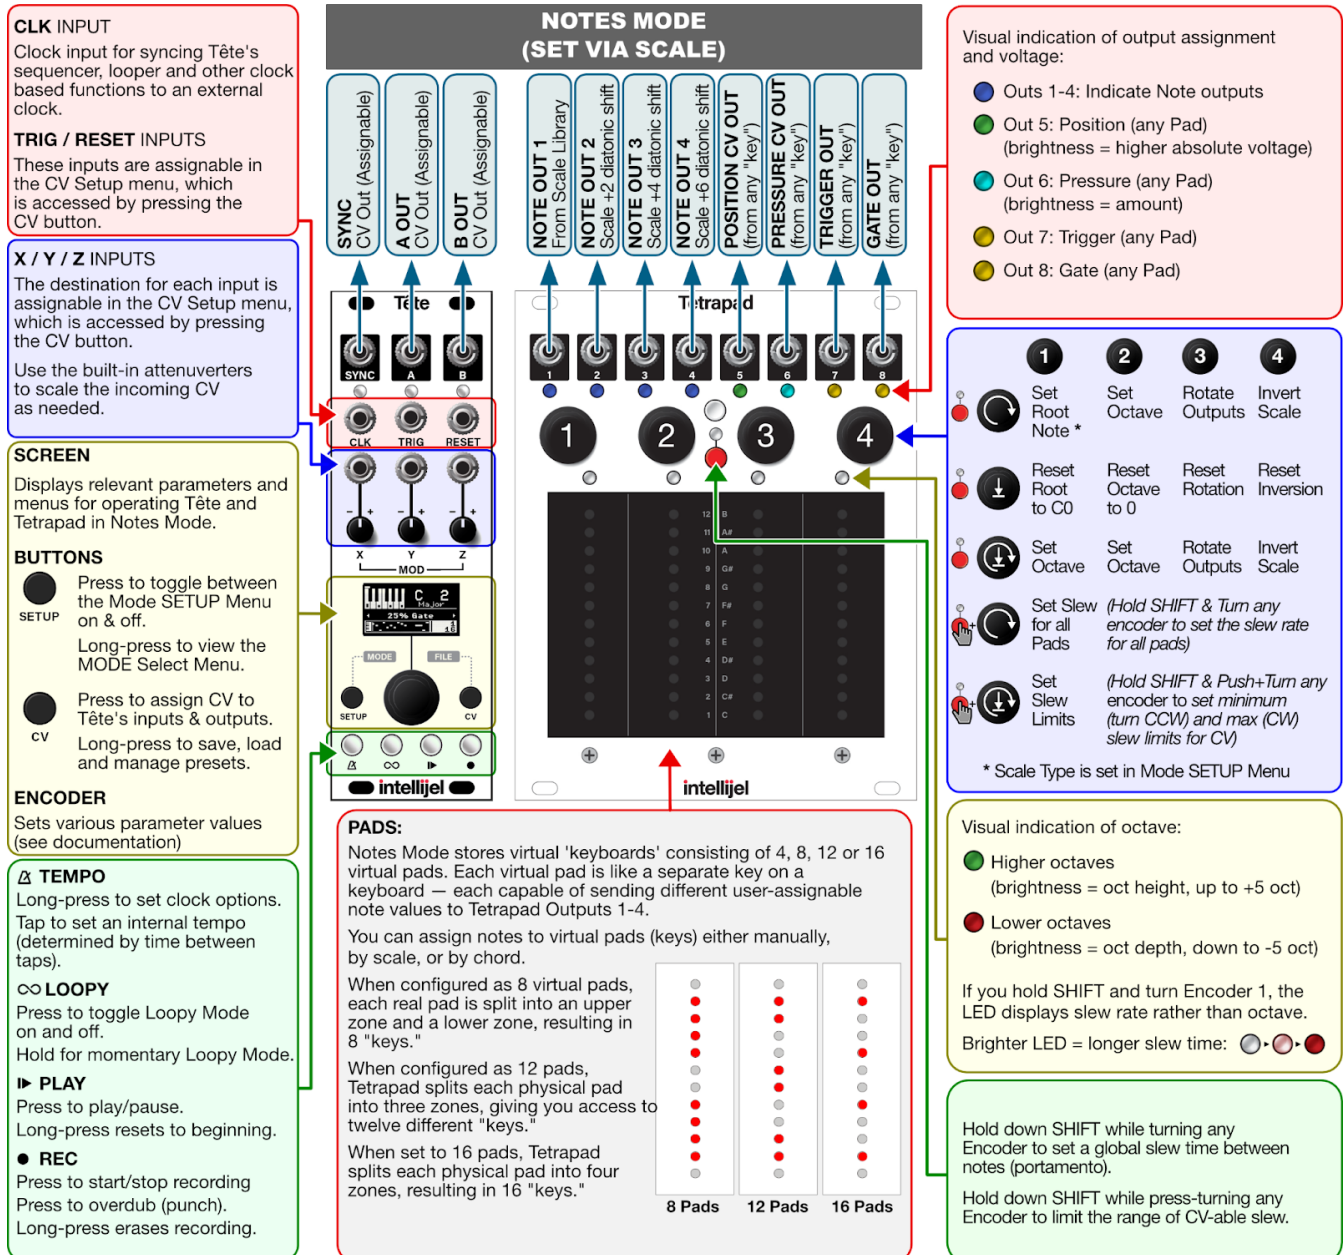 NOTES MODE
(SET VIA SCALE)
CLK INPUT
Clock input for syncing Tête's
sequencer, looper and other clock
based functions to an external
clock.
TRIG / RESET INPUTS
These inputs are assignable in
the CV Setup menu, which
is accessed by pressing the
CV button.
X / Y / Z INPUTS
The destination for each input is
assignable in the CV Setup menu,
which is accessed by pressing
the CV button.
Use the built-in attenuverters
to scale the incoming CV
as needed.
SCREEN
Displays relevant parameters and
menus for operating Tête and
Tetrapad in Notes Mode.
BUTTONS
SETUP
Press to toggle between
the Mode SETUP Menu
on & off.
Long-press to view the
MODE Select Menu.
CV
Press to assign CV to
Tête's inputs & outputs.
Long-press to save, load
and manage presets.
ENCODER
Sets various parameter values
(see documentation)
TEMPO
Long-press to set clock options.
Tap to set an internal tempo
(determined by time between
taps).
LOOPY
Press to toggle Loopy Mode
on and off.
Hold for momentary Loopy Mode.
PLAY
Press to play/pause.
Long-press resets to beginning.
REC
Press to start/stop recording
Press to overdub (punch).
Long-press erases recording.
SYNC
CV Out (Assignable)
A OUT
CV Out (Assignable)
B OUT
CV Out (Assignable)
NOTE OUT 1
From Scale Library
NOTE OUT 2
Scale +2 diatonic shift
NOTE OUT 3
Scale +4 diatonic shift
NOTE OUT 4
Scale +6 diatonic shift
POSITION CV OUT
(from any "key")
PRESSURE CV OUT
(from any "key")
TRIGGER OUT
(from any "key")
GATE OUT
(from any "key")
Tête
SYNC A B
CLK TRIG RESET
- + - + - +
X Y Z
MOD
C 2
Major
25% Gate
1
16
MODE FILE
SETUP CV
intellijel
Tetrapad
1 2 3 4 5 6 7 8
1 2 3 4
12 B
11 A#
10 A
9 G#
8 G
7 F#
6 F
5 E
4 D#
3 D
2 C#
1 C
intellijel
PADS:
Notes Mode stores virtual 'keyboards' consisting of 4, 8, 12 or 16
virtual pads. Each virtual pad is like a separate key on a
keyboard — each capable of sending different user-assignable
note values to Tetrapad Outputs 1-4.
You can assign notes to virtual pads (keys) either manually,
by scale, or by chord.
When configured as 8 virtual pads,
each real pad is split into an upper
zone and a lower zone, resulting in
8 "keys."
When configured as 12 pads,
Tetrapad splits each physical pad
into three zones, giving you access to
twelve different "keys."
When set to 16 pads, Tetrapad
splits each physical pad into four
zones, resulting in 16 "keys."
8 Pads 12 Pads 16 Pads
Visual indication of output assignment
and voltage:
Outs 1-4: Indicate Note outputs
Out 5: Position (any Pad)
(brightness = higher absolute voltage)
Out 6: Pressure (any Pad)
(brightness = amount)
Out 7: Trigger (any Pad)
Out 8: Gate (any Pad)
1 2 3 4
Set Root Note * Set Octave Rotate Outputs Invert Scale
Reset Root to C0 Reset Octave to 0 Reset Rotation Reset Inversion
Set Octave Set Octave Rotate Outputs Invert Scale
Set Slew for all Pads
(Hold SHIFT & Turn any
encoder to set the slew rate
for all pads)
Set Slew Limits
(Hold SHIFT & Push+Turn any
encoder to set minimum
(turn CCW) and max (CW)
slew limits for CV)
* Scale Type is set in Mode SETUP Menu
Visual indication of octave:
Higher octaves
(brightness = oct height, up to +5 oct)
Lower octaves
(brightness = oct depth, down to -5 oct)
If you hold SHIFT and turn Encoder 1, the
LED displays slew rate rather than octave.
Brighter LED = longer slew time:
Hold down SHIFT while turning any
Encoder to set a global slew time between
notes (portamento).
Hold down SHIFT while press-turning any
Encoder to limit the range of CV-able slew.